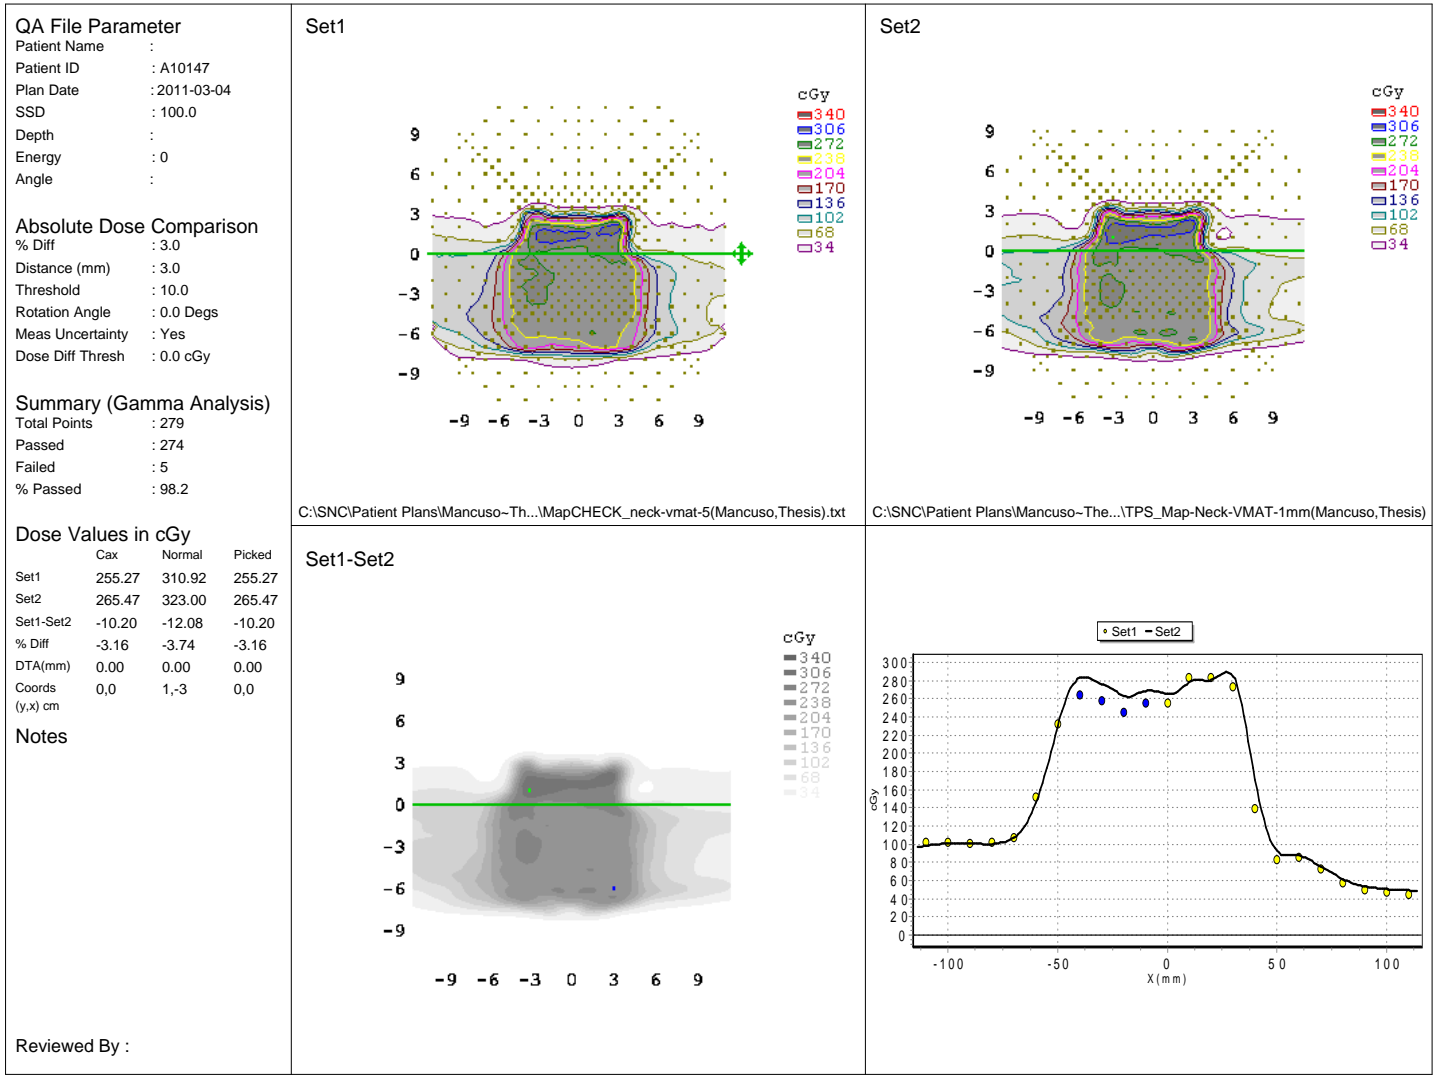 QA File Parameter
Patient Name :
Patient ID : A10147
Plan Date : 2011-03-04
SSD : 100.0
Depth :
Energy : 0
Angle :
Absolute Dose Comparison
% Diff : 3.0
Distance (mm) : 3.0
Threshold : 10.0
Rotation Angle : 0.0 Degs
Meas Uncertainty : Yes
Dose Diff Thresh : 0.0 cGy
Summary (Gamma Analysis)
Total Points : 279
Passed : 274
Failed : 5
% Passed : 98.2
Dose Values in cGy
Cax Normal Picked
Set1 255.27 310.92 255.27
Set2 265.47 323.00 265.47
Set1-Set2 -10.20 -12.08 -10.20
% Diff -3.16 -3.74 -3.16
DTA(mm) 0.00 0.00 0.00
Coords 0,0 1,-3 0,0
(y,x) cm
Notes
Reviewed By :
Set1
cGy
340
306
272
238
204
170
136
102
68
34
9
6
3
0
-3
-6
-9
-9 -6 -3 0 3 6 9
C:\SNC\Patient Plans\Mancuso~Th...\MapCHECK_neck-vmat-5(Mancuso,Thesis).txt
Set2
cGy
340
306
272
238
204
170
136
102
68
34
9
6
3
0
-3
-6
-9
-9 -6 -3 0 3 6 9
C:\SNC\Patient Plans\Mancuso~The...\TPS_Map-Neck-VMAT-1mm(Mancuso,Thesis)
Set1-Set2
cGy
340
306
272
238
204
170
136
102
68
34
9
6
3
0
-3
-6
-9
-9 -6 -3 0 3 6 9
Set1 Set2
300
280
260
240
220
200
180
160
140
120
100
80
60
40
20
0
cGy
-100 -50 0 50 100
X(mm)